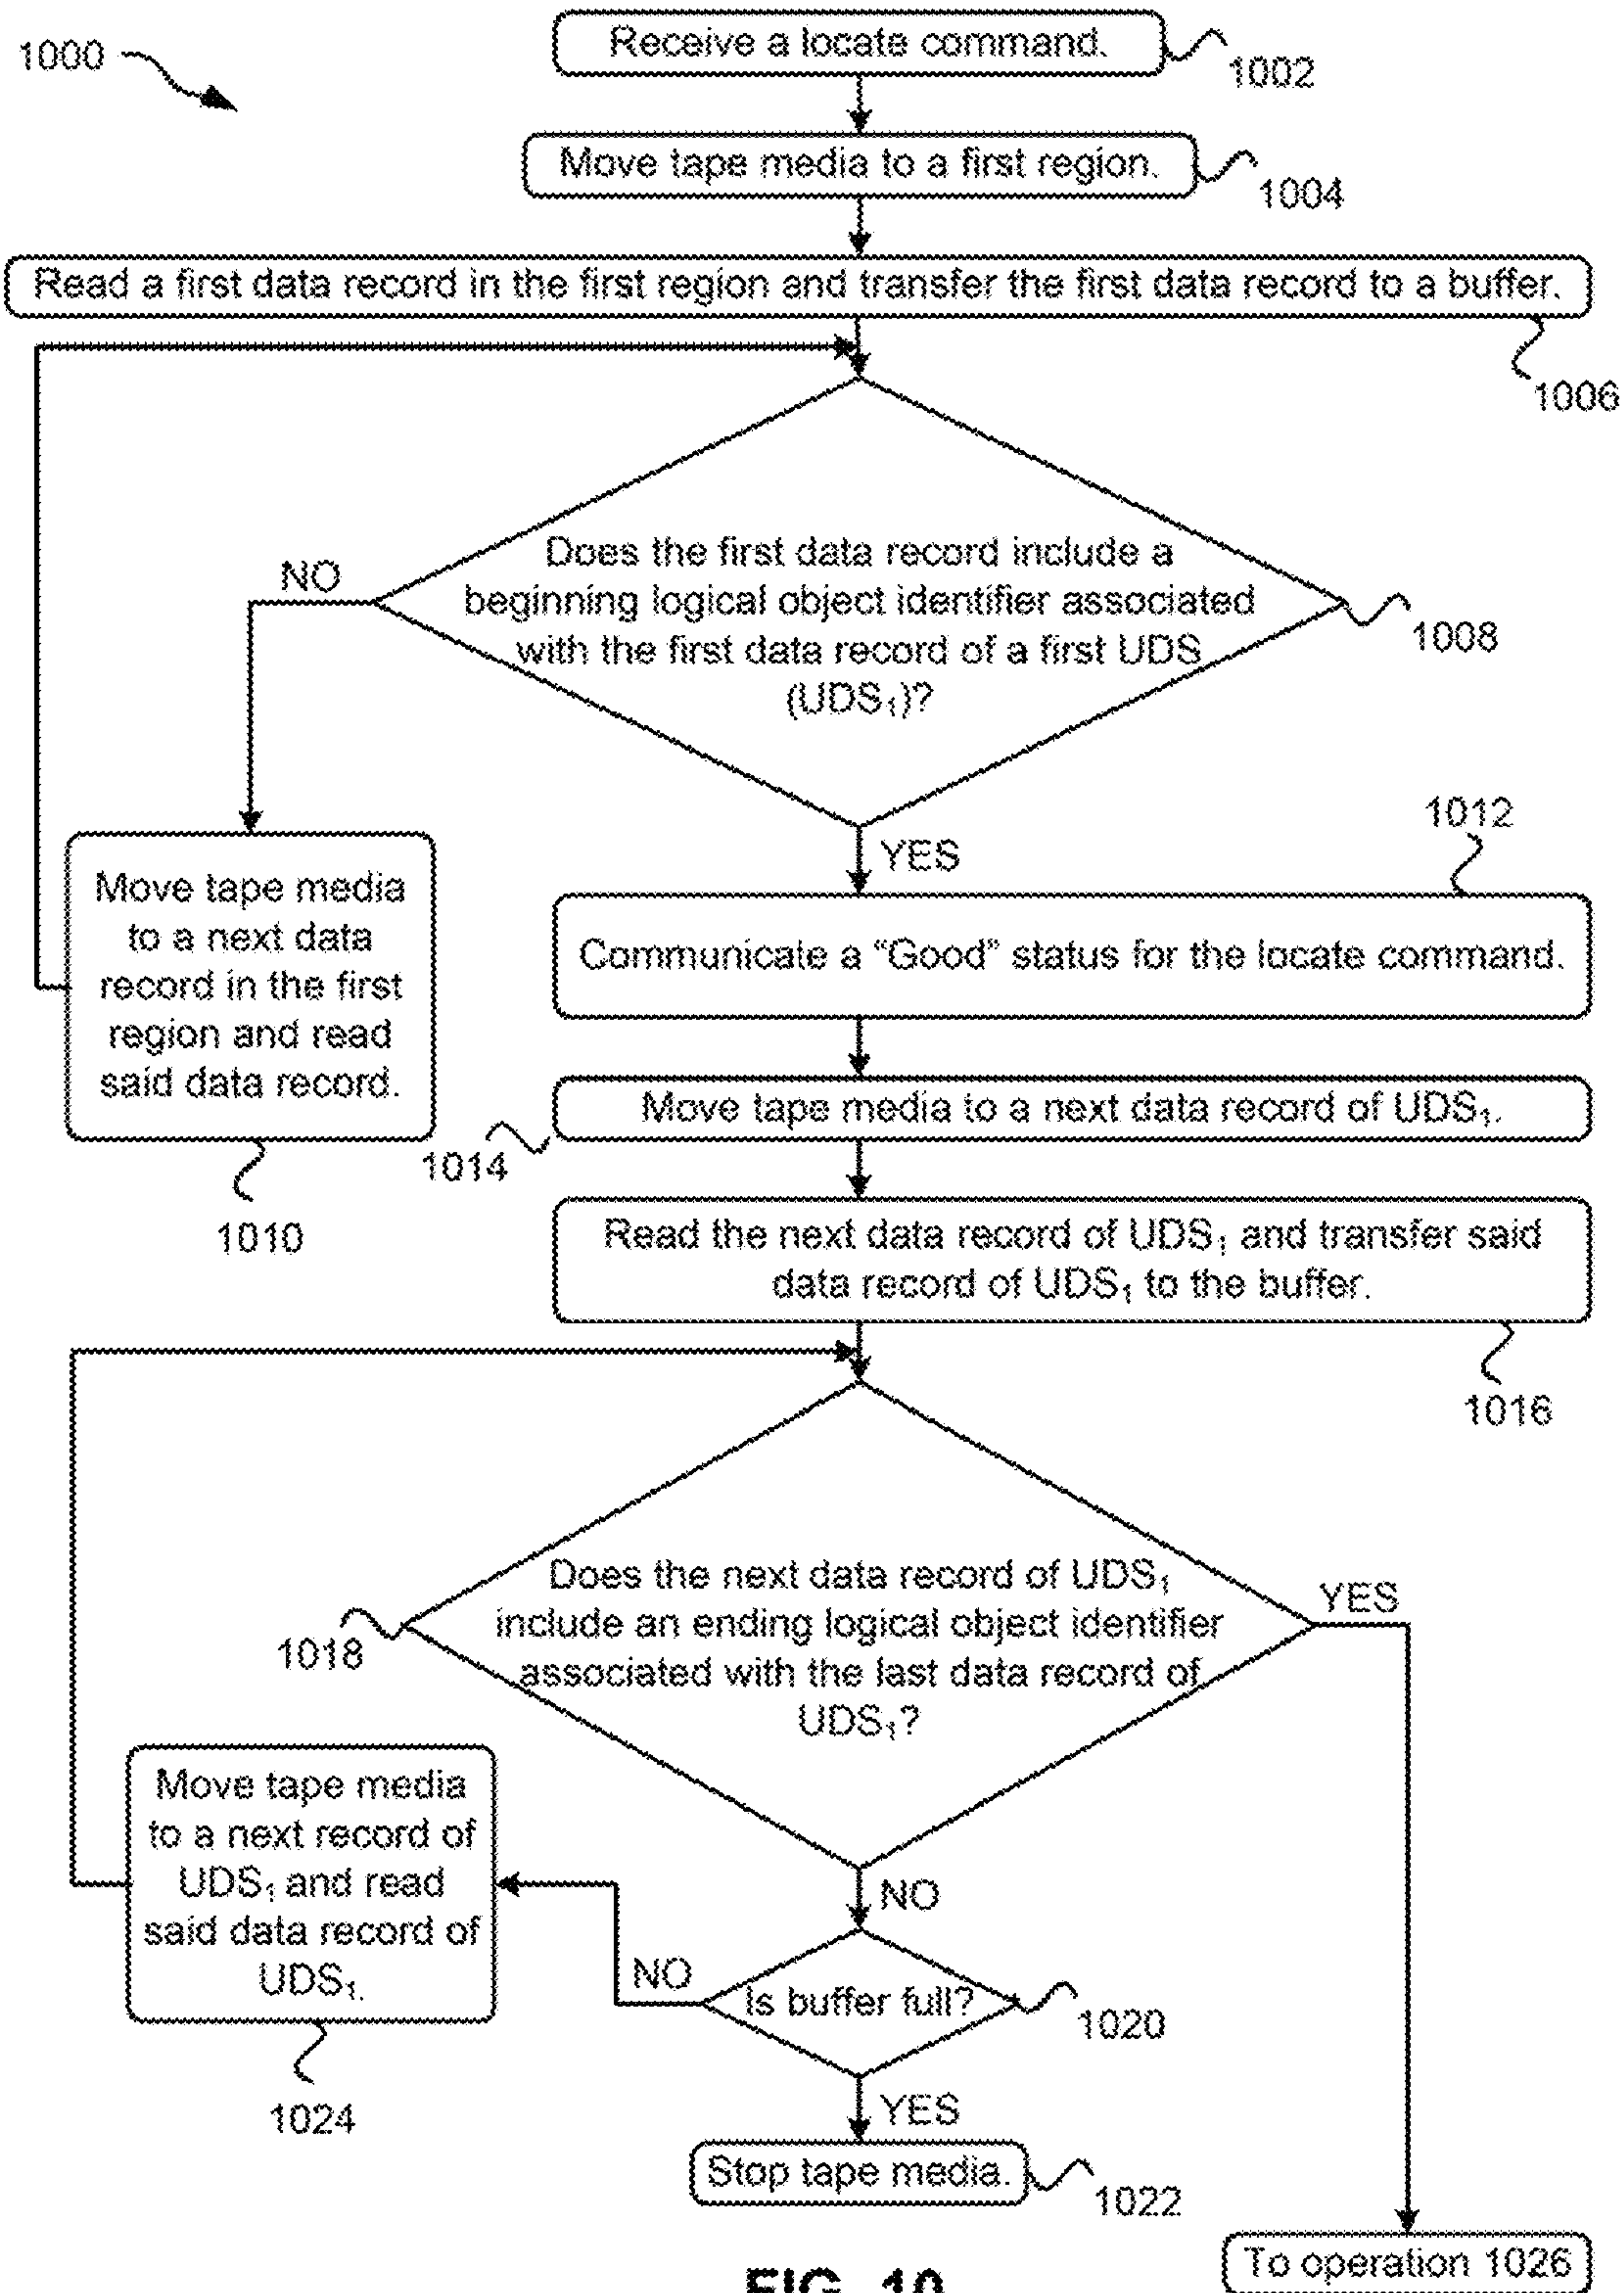 1000
Receive a locate command.
1002
Move tape media to a first region.
1004
Read a first data record in the first region and transfer the first data record to a buffer.
1006
Does the first data record include a
beginning logical object identifier associated
with the first data record of a first UDS
(UDS₁)?
1008
NO
YES
Move tape media
to a next data
record in the first
region and read
said data record.
1010
1012
Communicate a “Good” status for the locate command.
Move tape media to a next data record of UDS₁.
1014
Read the next data record of UDS₁ and transfer said
data record of UDS₁ to the buffer.
1016
Does the next data record of UDS₁
include an ending logical object identifier
associated with the last data record of
UDS₁?
1018
YES
NO
Move tape media
to a next record of
UDS₁ and read
said data record of
UDS₁.
1024
NO
Is buffer full?
1020
YES
Stop tape media.
1022
To operation 1026
FIG. 10